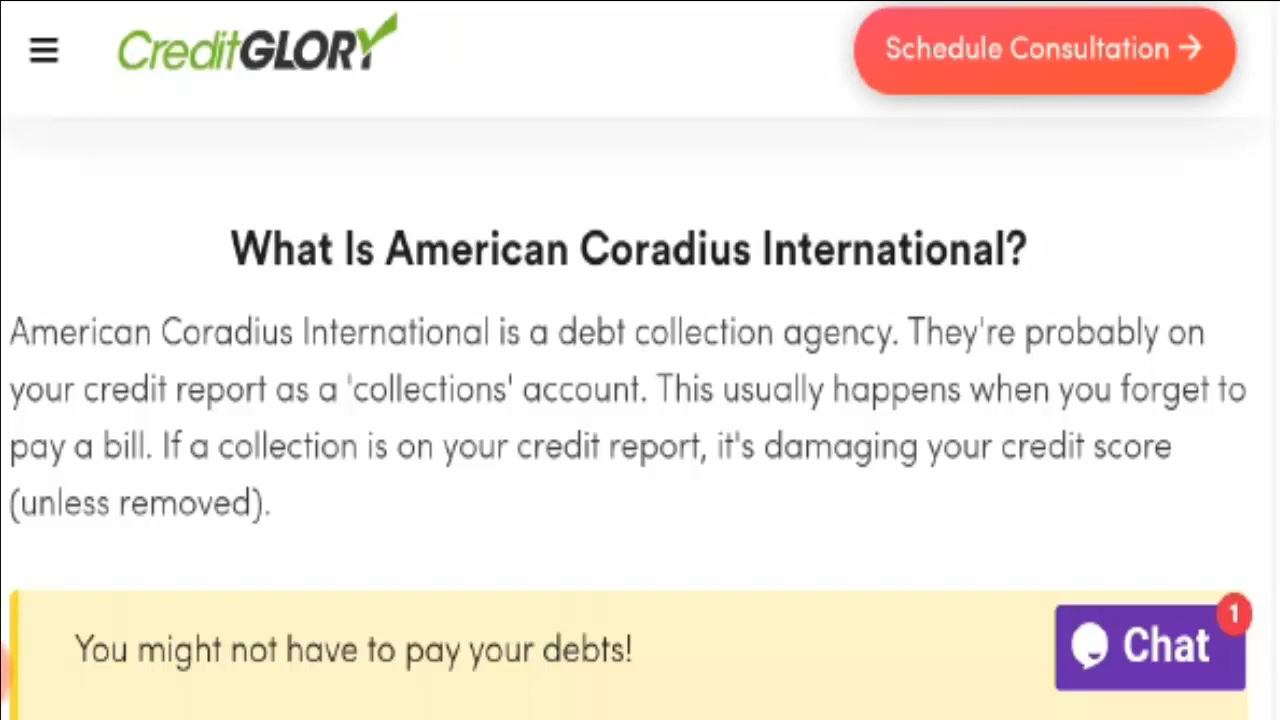 CreditGLORY
Schedule Consultation →
What Is American Coradius International?
American Coradius International is a debt collection agency. They're probably on
your credit report as a 'collections' account. This usually happens when you forget to
pay a bill. If a collection is on your credit report, it's damaging your credit score
(unless removed).
You might not have to pay your debts!
1
Chat